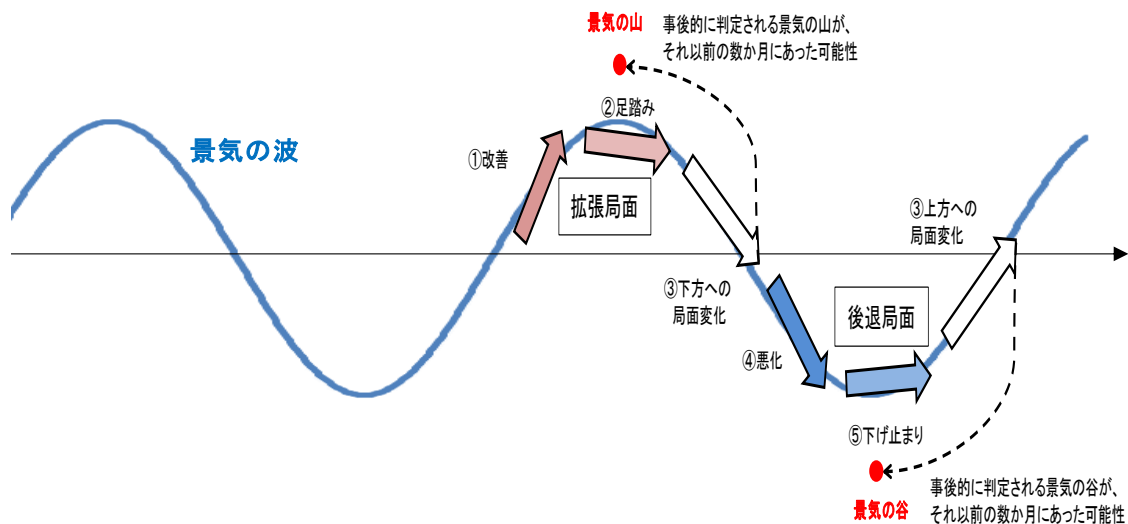 景気の山
事後的に判定される景気の山が、
それ以前の数か月にあった可能性
②足踏み
景気の波
①改善
拡張局面
③上方への
局面変化
③下方への
局面変化
後退局面
④悪化
⑤下げ止まり
景気の谷
事後的に判定される景気の谷が、
それ以前の数か月にあった可能性